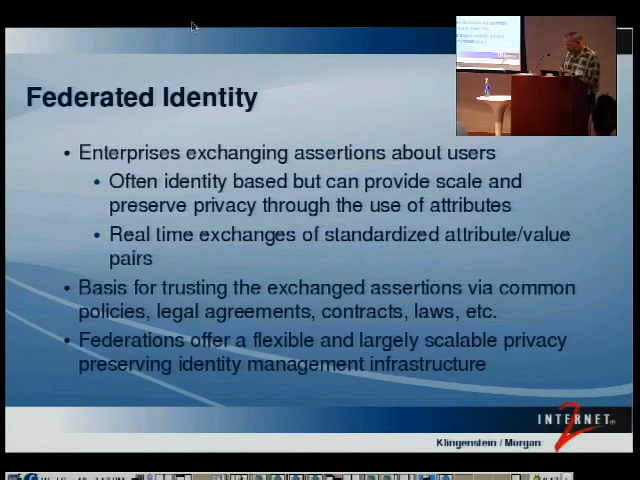 Federated Identity
• Enterprises exchanging assertions about users
• Often identity based but can provide scale and
preserve privacy through the use of attributes
• Real time exchanges of standardized attribute/value
pairs
• Basis for trusting the exchanged assertions via common
policies, legal agreements, contracts, laws, etc.
• Federations offer a flexible and largely scalable privacy
preserving identity management infrastructure
INTERNET®
2
Klingenstein / Morgan